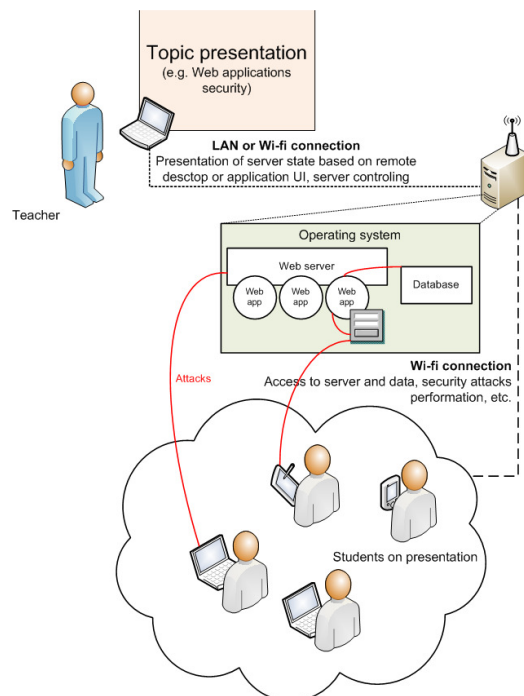 Topic presentation
(e.g. Web applications
security)
LAN or Wi-fi connection
Presentation of server state based on remote
desctop or application UI, server controling
Teacher
Operating system
Web server
Web
app
Web
app
Web
app
Database
Wi-fi connection
Access to server and data, security attacks
performation, etc.
Attacks
Students on presentation